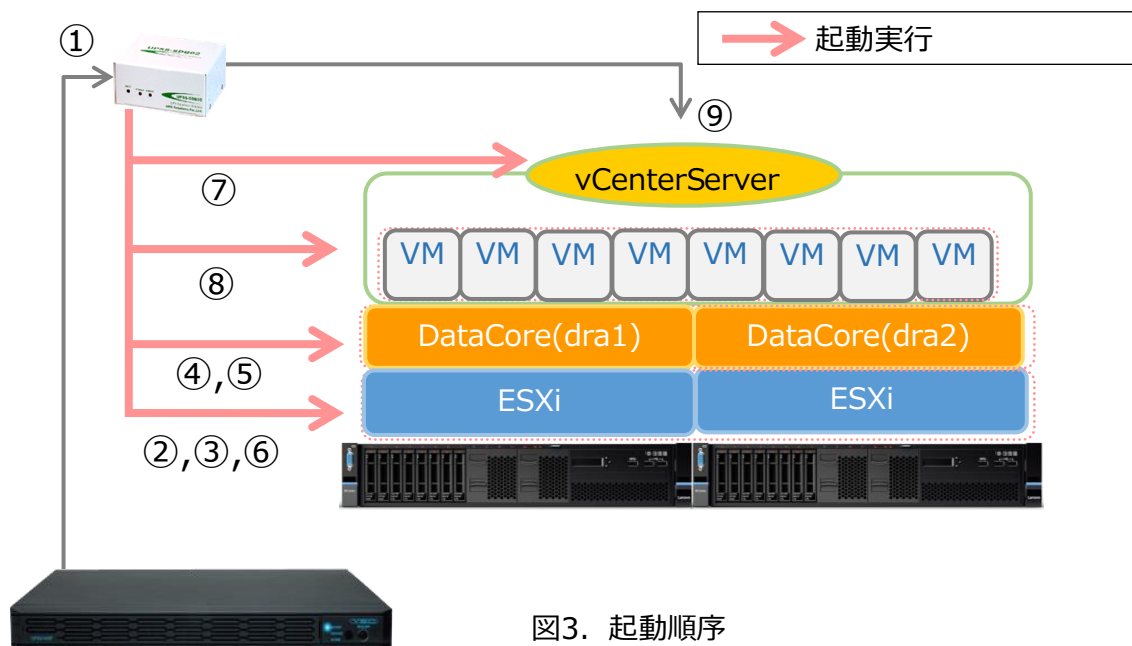 ①
起動実行
⑨
vCenterServer
⑦
VM VM VM VM VM VM VM VM
⑧
DataCore(dra1) DataCore(dra2)
④,⑤
ESXi ESXi
②,③,⑥
図3. 起動順序